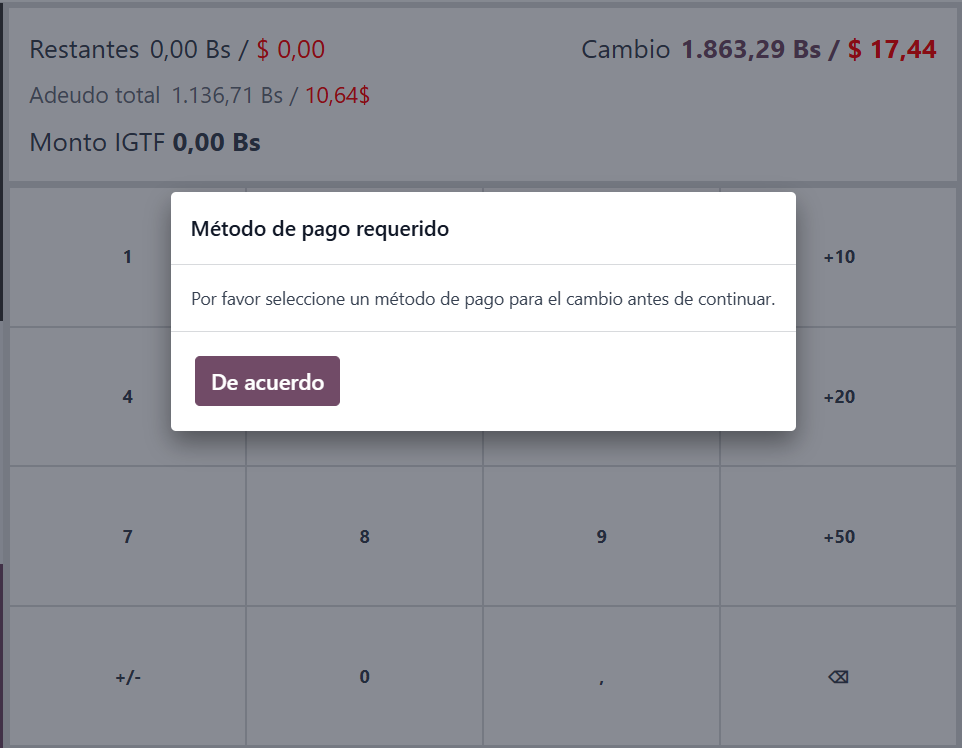 Restantes 0,00 Bs / $ 0,00
Cambio 1.863,29 Bs / $ 17,44
Adeudo total 1.136,71 Bs / 10,64$
Monto IGTF 0,00 Bs
Método de pago requerido
Por favor seleccione un método de pago para el cambio antes de continuar.
De acuerdo
1
+10
4
+20
7 8 9 +50
+/- 0 , ⌫